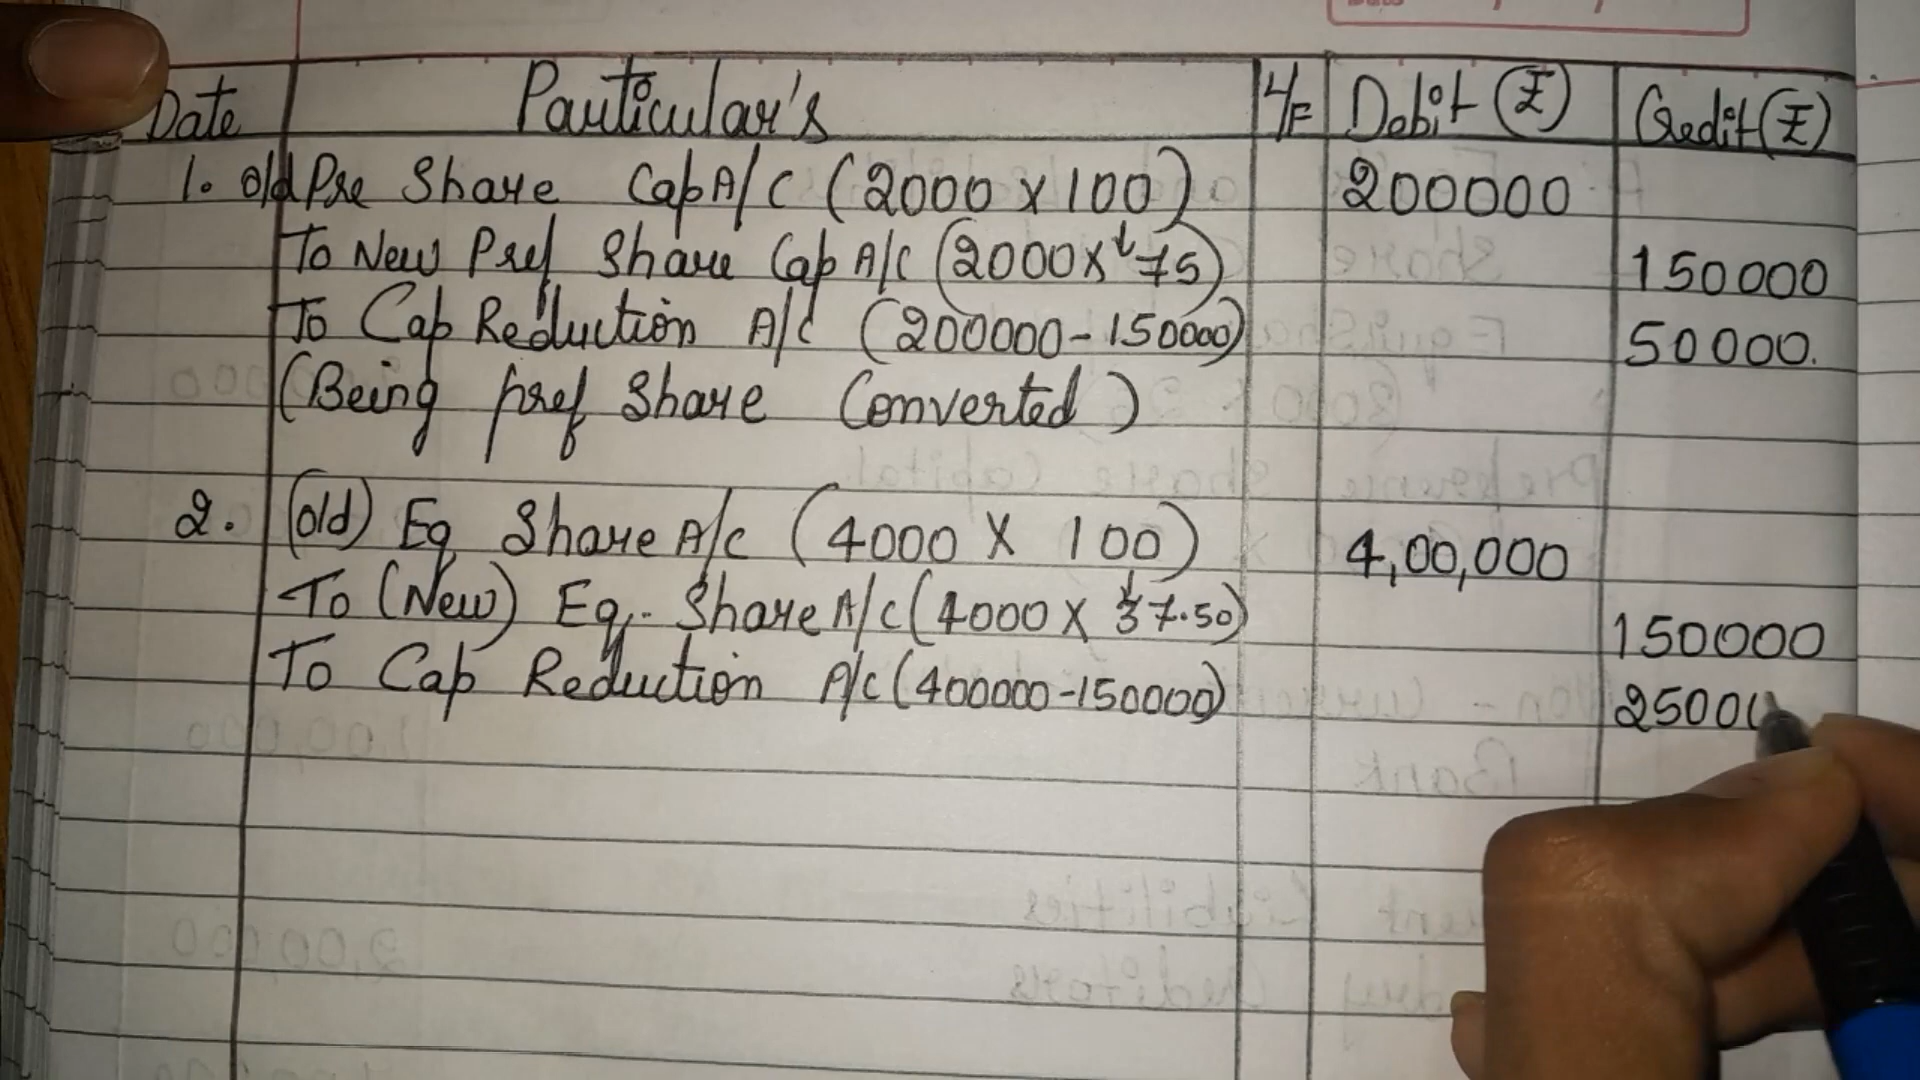 Date Particular's L/F Debit (₹) Credit (₹)
1. old Pre Share Cap A/C (2000 X 100) 200000
To New Pref Share Cap A/C (2000 X 75) 150000
To Cap Reduction A/C (200000-150000) 50000.
(Being pref Share Converted)
2. (old) Eq Share A/c (4000 X 100) 4,00,000
To (New) Eq. Share A/c (4000 X 37.50) 150000
To Cap Reduction A/c (400000-150000) 25000